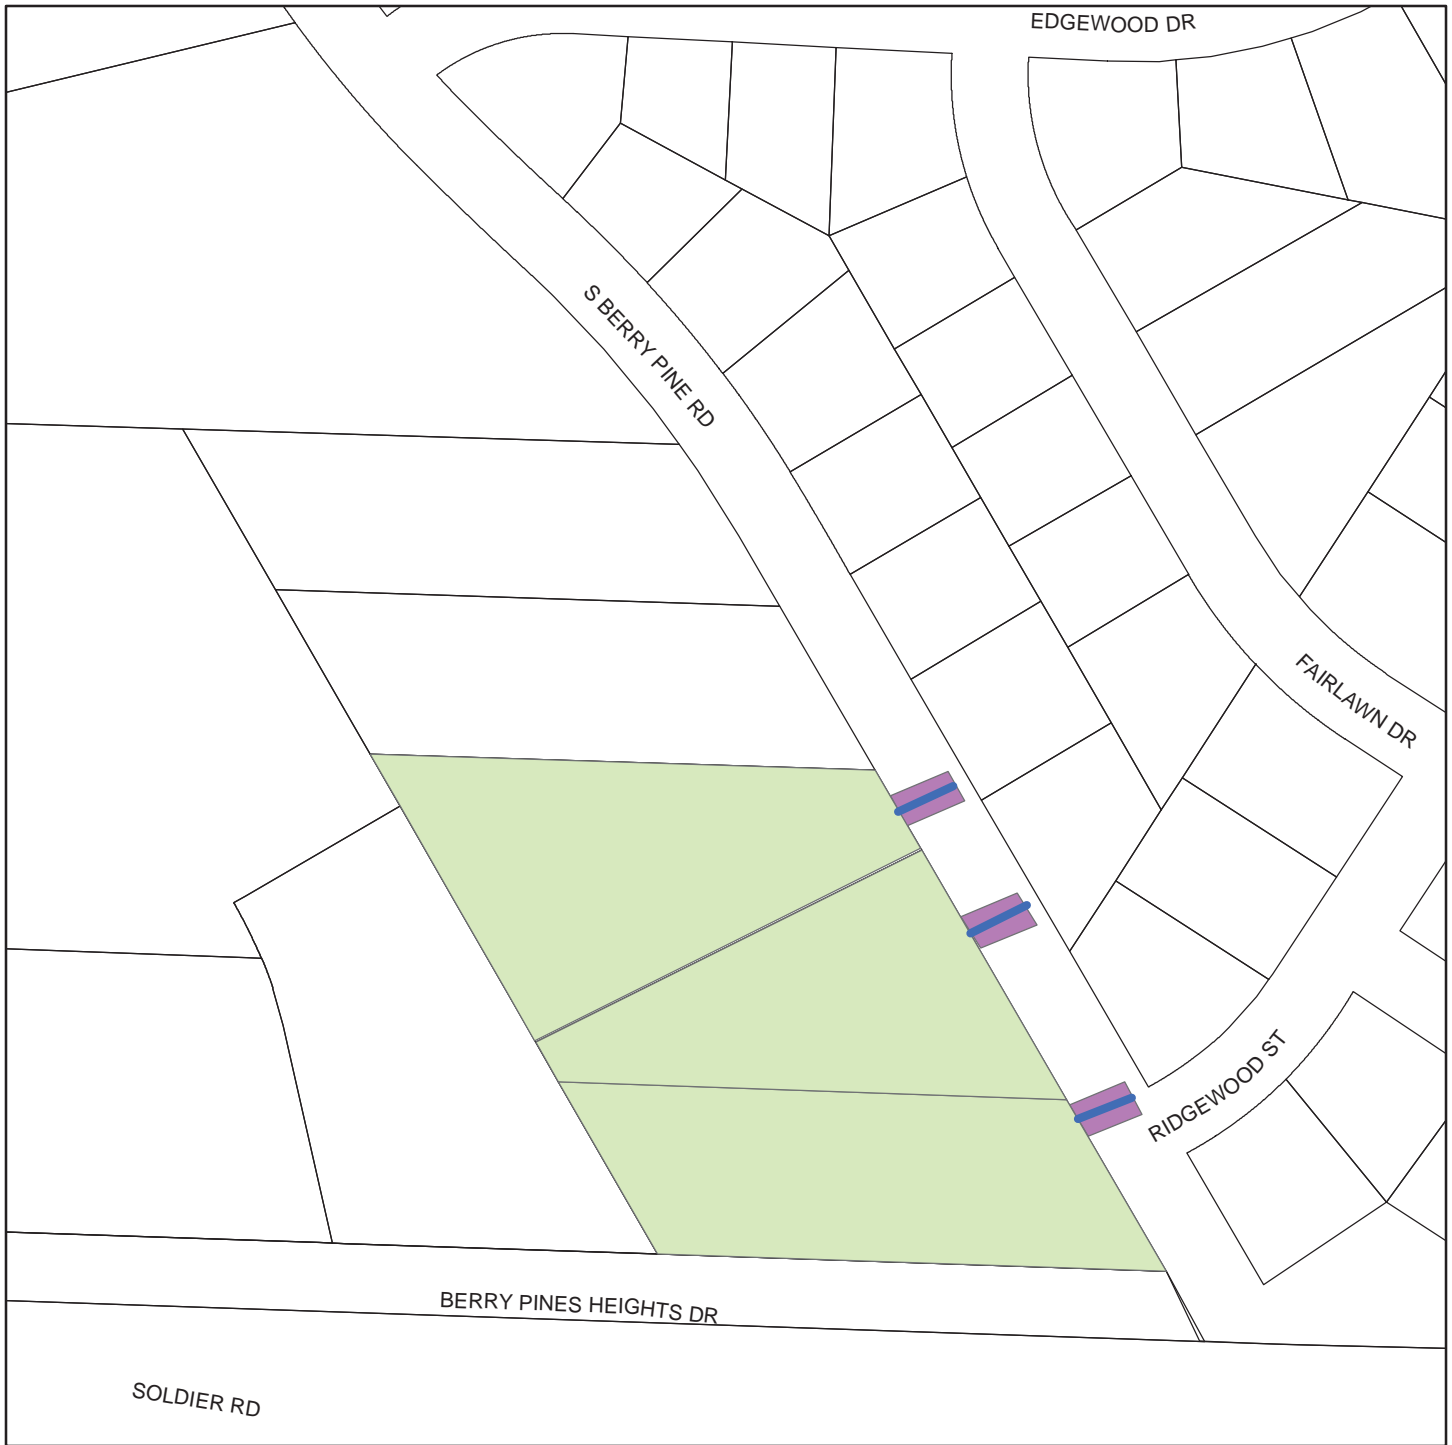 EDGEWOOD DR
S BERRY PINE RD
FAIRLAWN DR
RIDGEWOOD ST
BERRY PINES HEIGHTS DR
SOLDIER RD